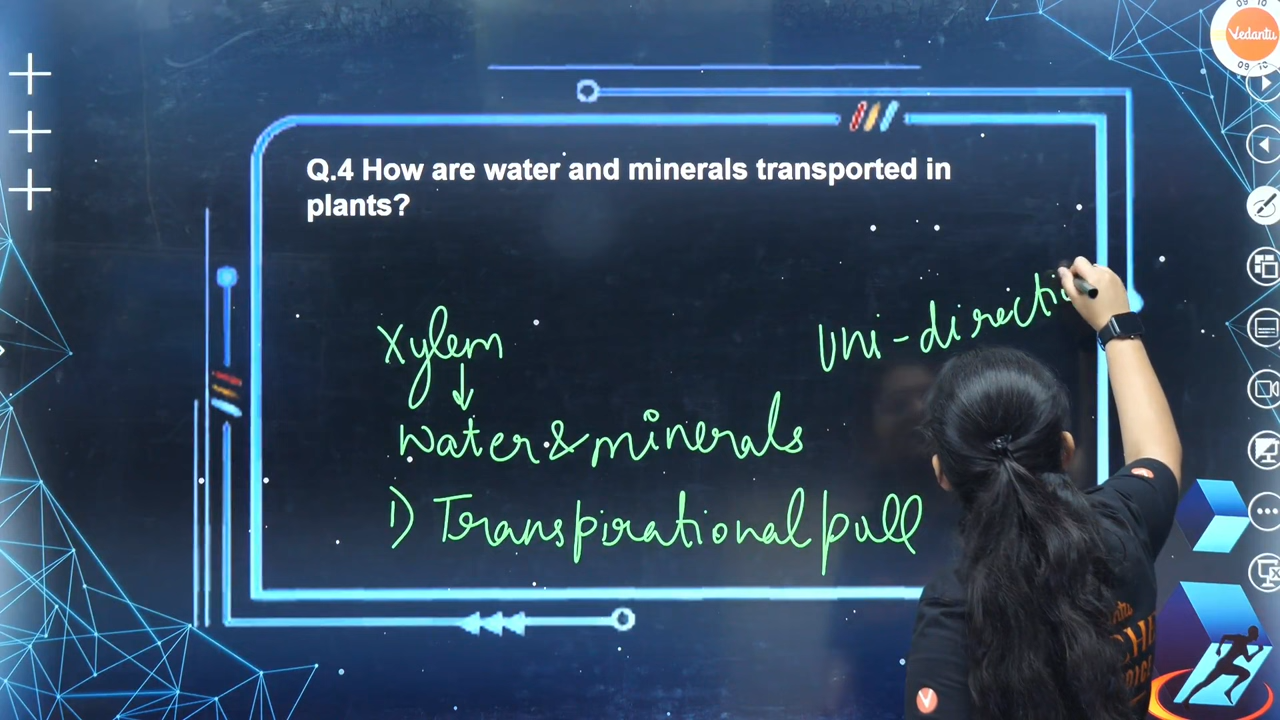 Vedantu
Q.4 How are water and minerals transported in
plants?
Uni-directi
Xylem
↓
Water & minerals
1) Transpirational pull